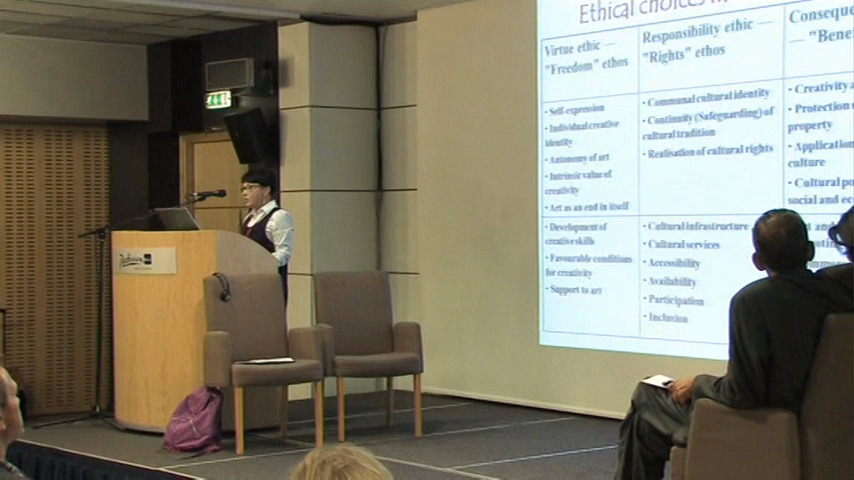 Ethical choices
Virtue ethic —
"Freedom" ethos
Responsibility ethic —
"Rights" ethos
Conseque
— "Bene
• Self-expression
• Individual creative
identity
• Autonomy of art
• Intrinsic value of
creativity
• Art as an end in itself
• Communal cultural identity
• Continuity (Safeguarding) of
cultural tradition
• Realisation of cultural rights
• Creativity a
• Protection
property
• Application
culture
• Cultural po
social and ec
• Development of
creative skills
• Favourable conditions
for creativity
• Support to art
• Cultural infrastructure
• Cultural services
• Accessibility
• Availability
• Participation
• Inclusion
and
Radisson